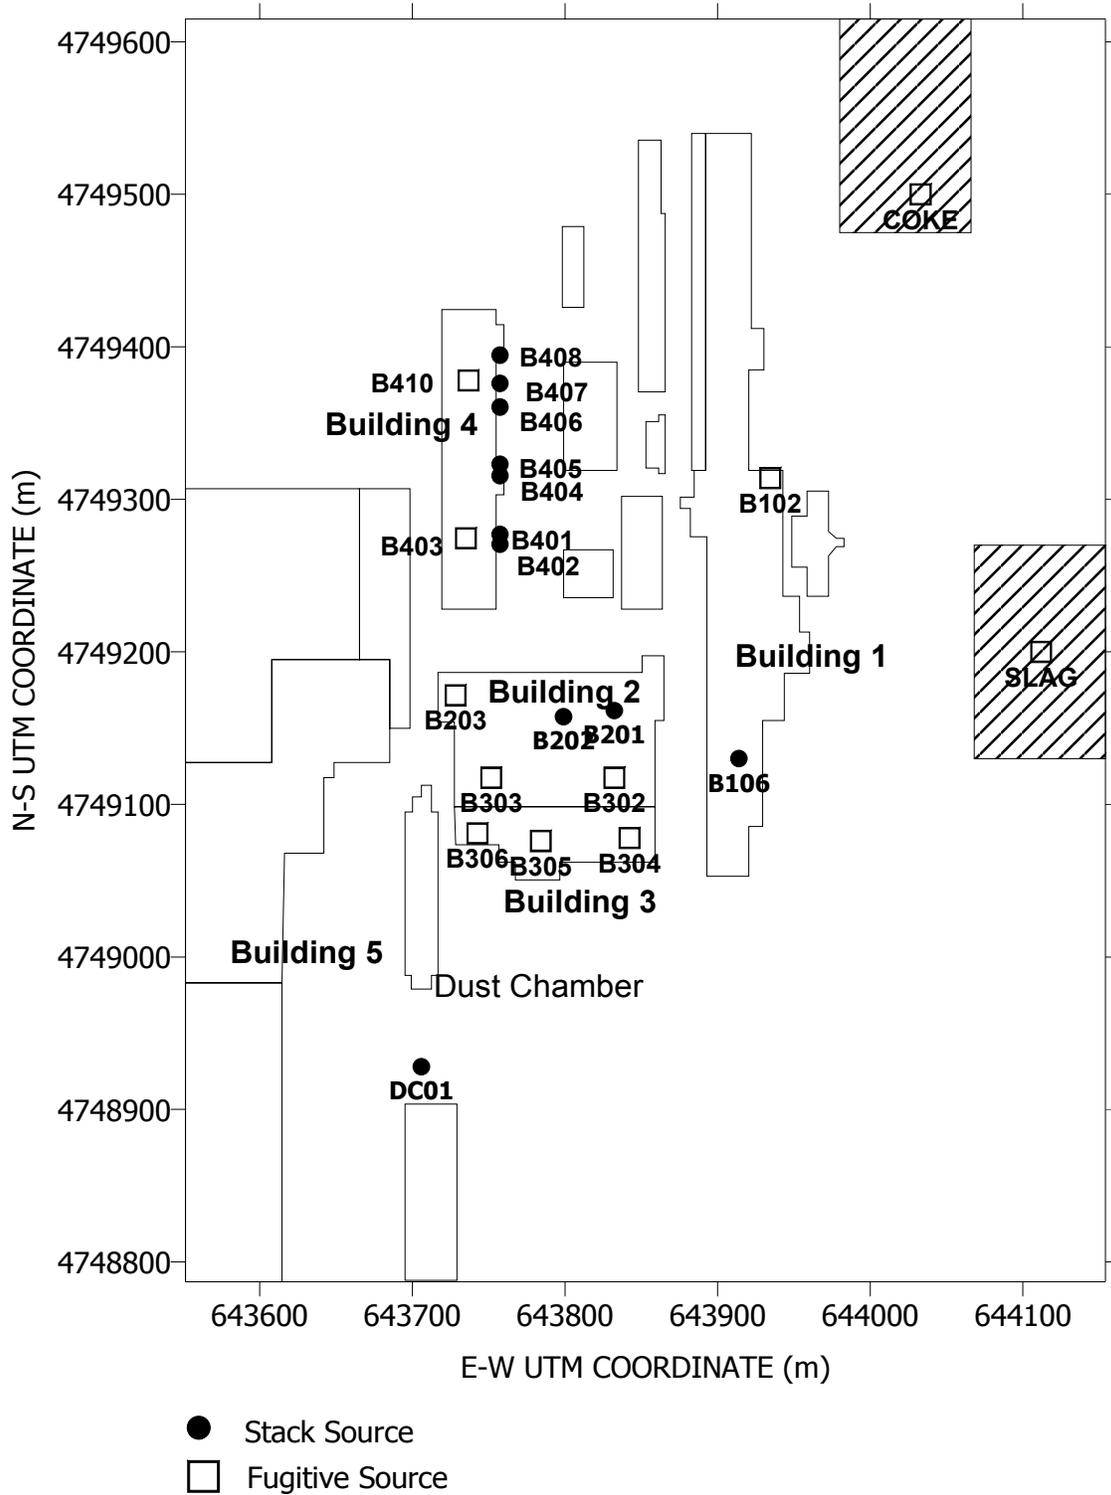 4749600
4749500
COKE
4749400
B408
B410
B407
Building 4
B406
B405
B404
4749300
B102
B401
B403
B402
4749200
Building 1
SLAG
Building 2
B203
B202
B201
B106
4749100
B303
B302
B306
B305
B304
Building 3
4749000
Building 5
Dust Chamber
DC01
4748900
4748800
N-S UTM COORDINATE (m)
643600 643700 643800 643900 644000 644100
E-W UTM COORDINATE (m)
Stack Source
Fugitive Source